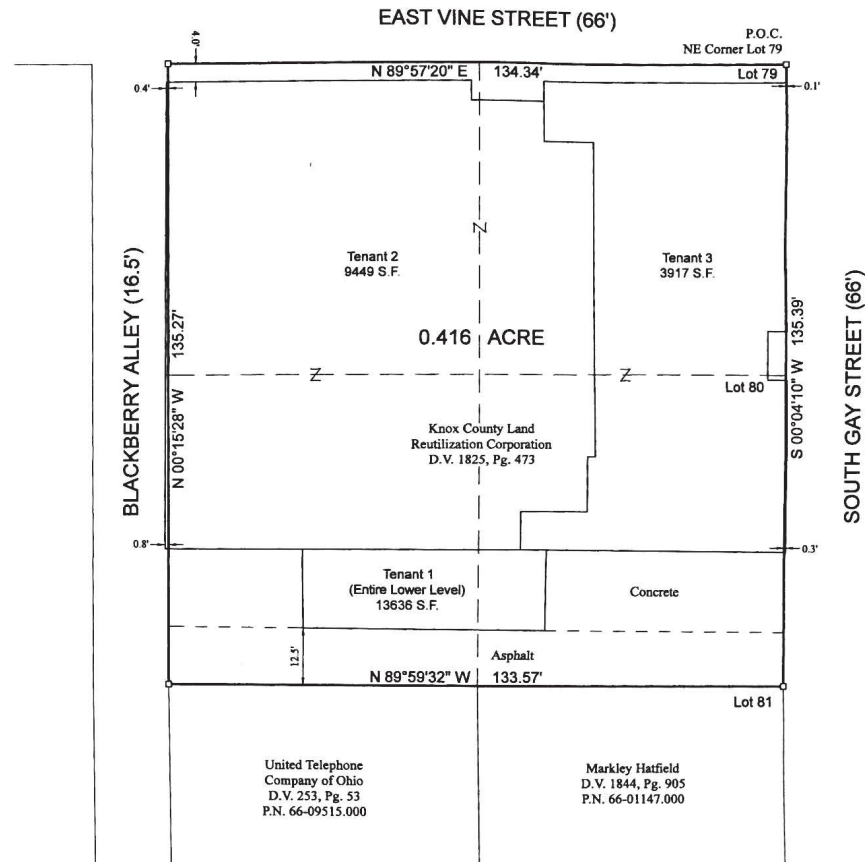 EAST VINE STREET (66')
P.O.C.
NE Corner Lot 79
4.0'
N 89°57'20" E 134.34'
Lot 79
0.4'
0.1'
Tenant 2
9449 S.F.
Tenant 3
3917 S.F.
BLACKBERRY ALLEY (16.5')
N 00°15'28" W 135.27'
0.416 ACRE
S 00°04'10" W 135.39'
SOUTH GAY STREET (66')
Z
Z
Z
Lot 80
Knox County Land
Reutilization Corporation
D.V. 1825, Pg. 473
0.8'
0.3'
Tenant 1
(Entire Lower Level)
13636 S.F.
Concrete
12.5'
Asphalt
N 89°59'32" W 133.57'
Lot 81
United Telephone
Company of Ohio
D.V. 253, Pg. 53
P.N. 66-09515.000
Markley Hatfield
D.V. 1844, Pg. 905
P.N. 66-01147.000